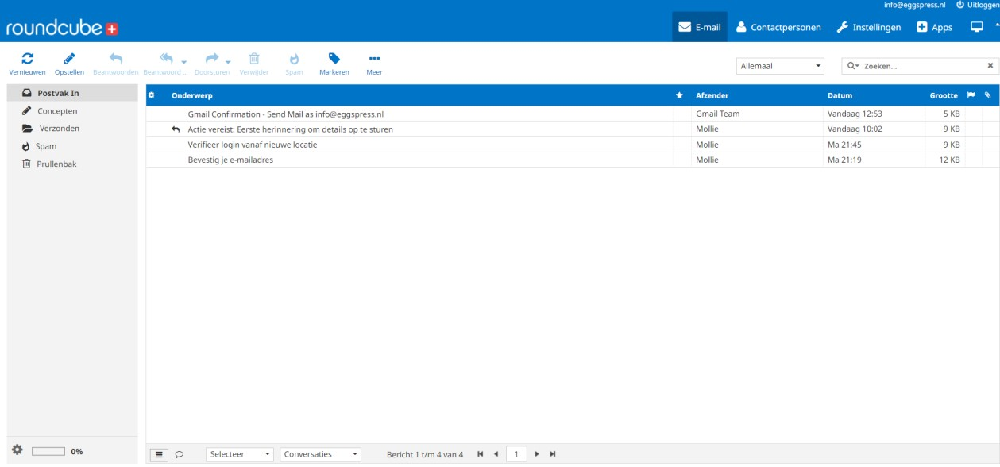 info@eggspress.nl Uitloggen
roundcube
E-mail Contactpersonen Instellingen Apps
Vernieuwen Opstellen Beantwoorden Beantwoord ... Doorsturen Verwijder Spam Markeren Meer
Allemaal Zoeken...
Postvak In
Concepten
Verzonden
Spam
Prullenbak
Onderwerp Afzender Datum Grootte
Gmail Confirmation - Send Mail as info@eggspress.nl Gmail Team Vandaag 12:53 5 KB
Actie vereist: Eerste herinnering om details op te sturen Mollie Vandaag 10:02 9 KB
Verifieer login vanaf nieuwe locatie Mollie Ma 21:45 9 KB
Bevestig je e-mailadres Mollie Ma 21:19 12 KB
0%
Selecteer Conversaties Bericht 1 t/m 4 van 4 1